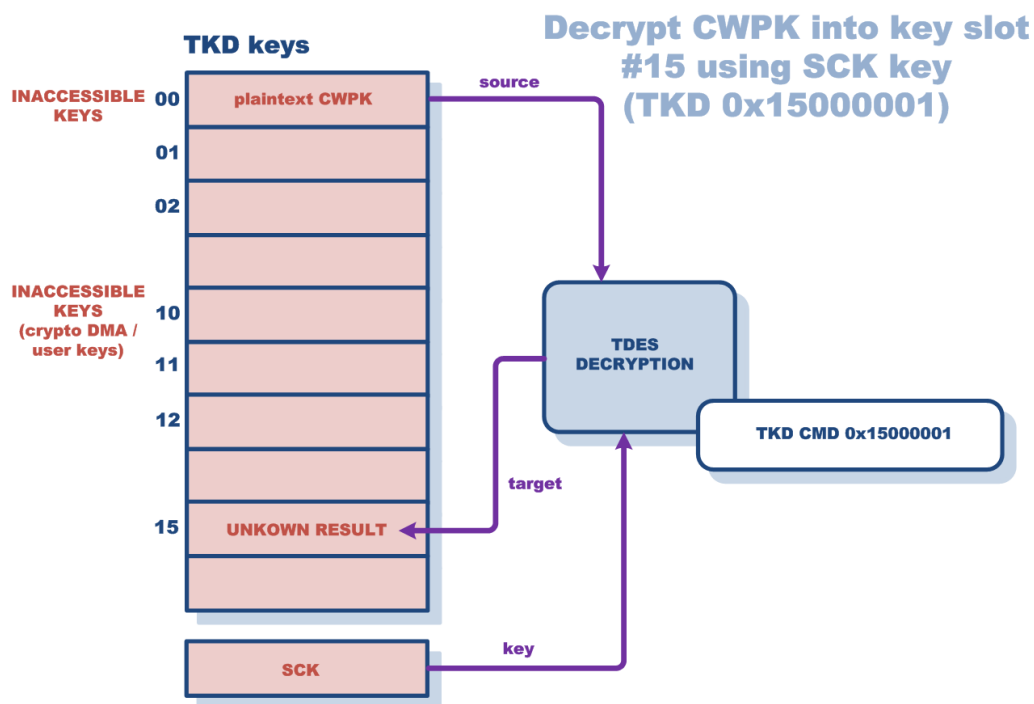 Decrypt CWPK into key slot
#15 using SCK key
(TKD 0x15000001)
TKD keys
INACCESSIBLE
KEYS
00
plaintext CWPK
source
01
02
INACCESSIBLE
KEYS
(crypto DMA /
user keys)
10
11
12
TDES
DECRYPTION
TKD CMD 0x15000001
target
15
UNKOWN RESULT
key
SCK